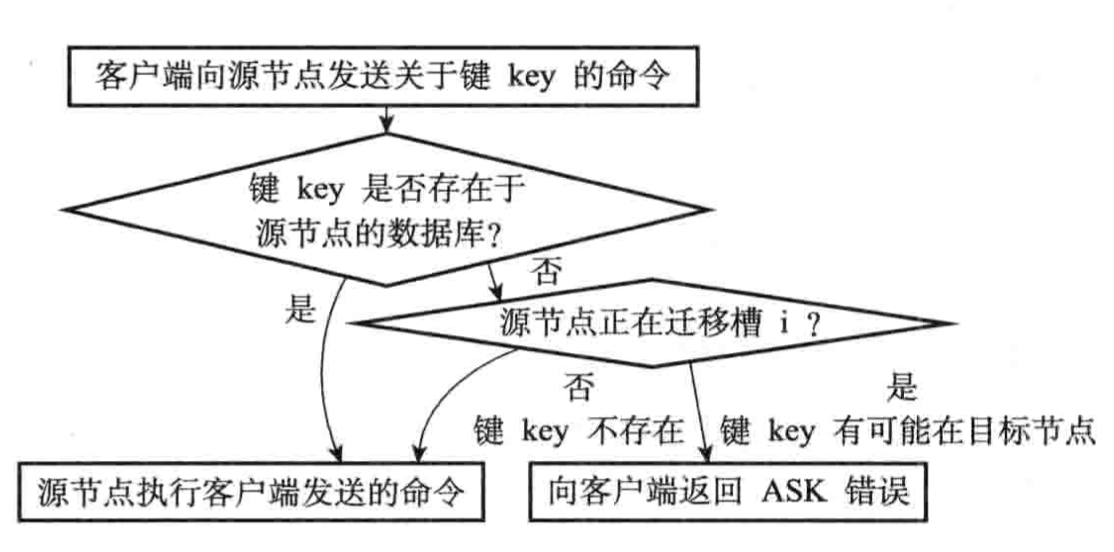 客户端向源节点发送关于键 key 的命令
键 key 是否存在于
源节点的数据库?
否
是
源节点正在迁移槽 i ?
否
是
键 key 不存在
键 key 有可能在目标节点
源节点执行客户端发送的命令
向客户端返回 ASK 错误